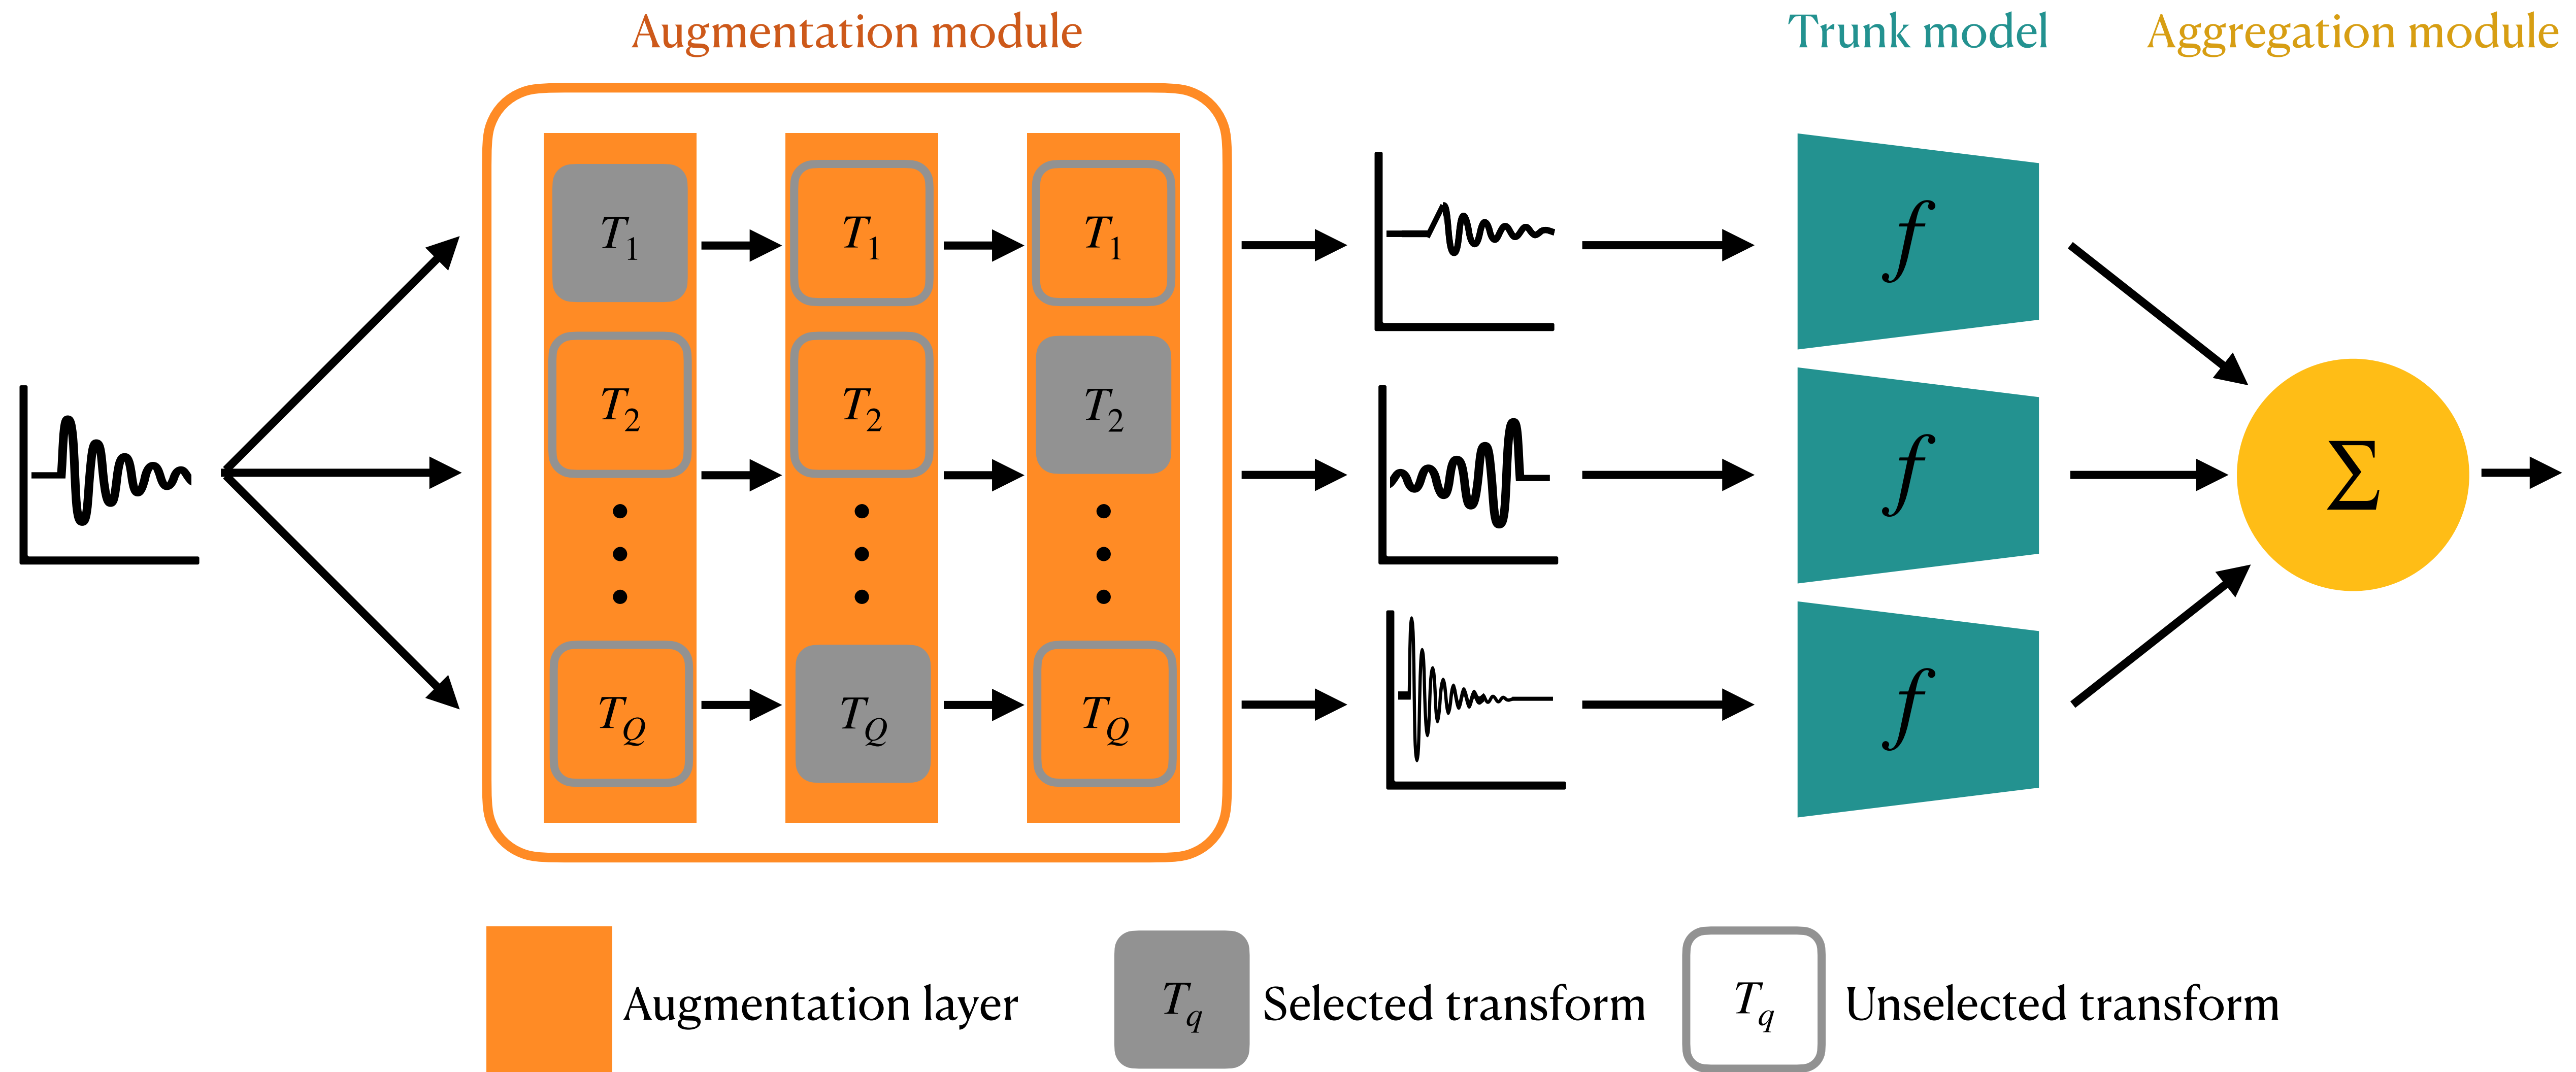 Augmentation module
Trunk model
Aggregation module
T1 T1 T1 f
T2 T2 T2 f Σ
TQ TQ TQ f
Augmentation layer
Tq Selected transform
Tq Unselected transform